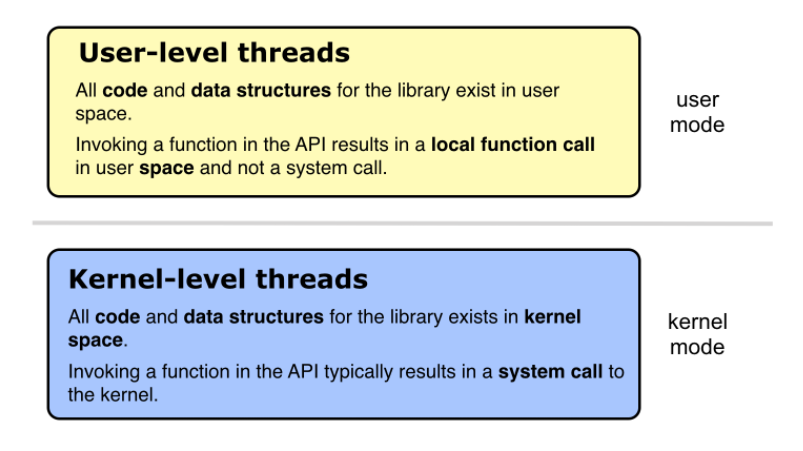 User-level threads
All code and data structures for the library exist in user
space.
Invoking a function in the API results in a local function call
in user space and not a system call.
user
mode
Kernel-level threads
All code and data structures for the library exists in kernel
space.
Invoking a function in the API typically results in a system call to
the kernel.
kernel
mode